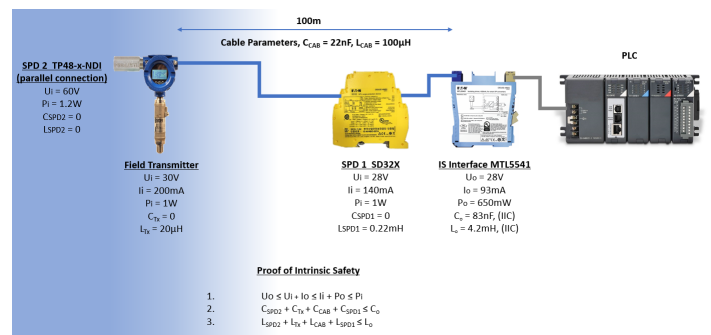 100m
Cable Parameters, CCAB = 22nF, LCAB = 100µH
PLC
SPD 2 TP48-x-NDI
(parallel connection)
Ui = 60V
Pi = 1.2W
CSPD2 = 0
LSPD2 = 0
Field Transmitter
Ui = 30V
Ii = 200mA
Pi = 1W
CTx = 0
LTx = 20µH
SPD 1 SD32X
Ui = 28V
Ii = 140mA
Pi = 1W
CSPD1 = 0
LSPD1 = 0.22mH
IS Interface MTL5541
Uo = 28V
Io = 93mA
Po = 650mW
Co = 83nF, (IIC)
Lo = 4.2mH, (IIC)
Proof of Intrinsic Safety
1. Uo ≤ Ui + Io ≤ Ii + Po ≤ Pi
2. CSPD2 + CTx + CCAB + CSPD1 ≤ Co
3. LSPD2 + LTx + LCAB + LSPD1 ≤ Lo